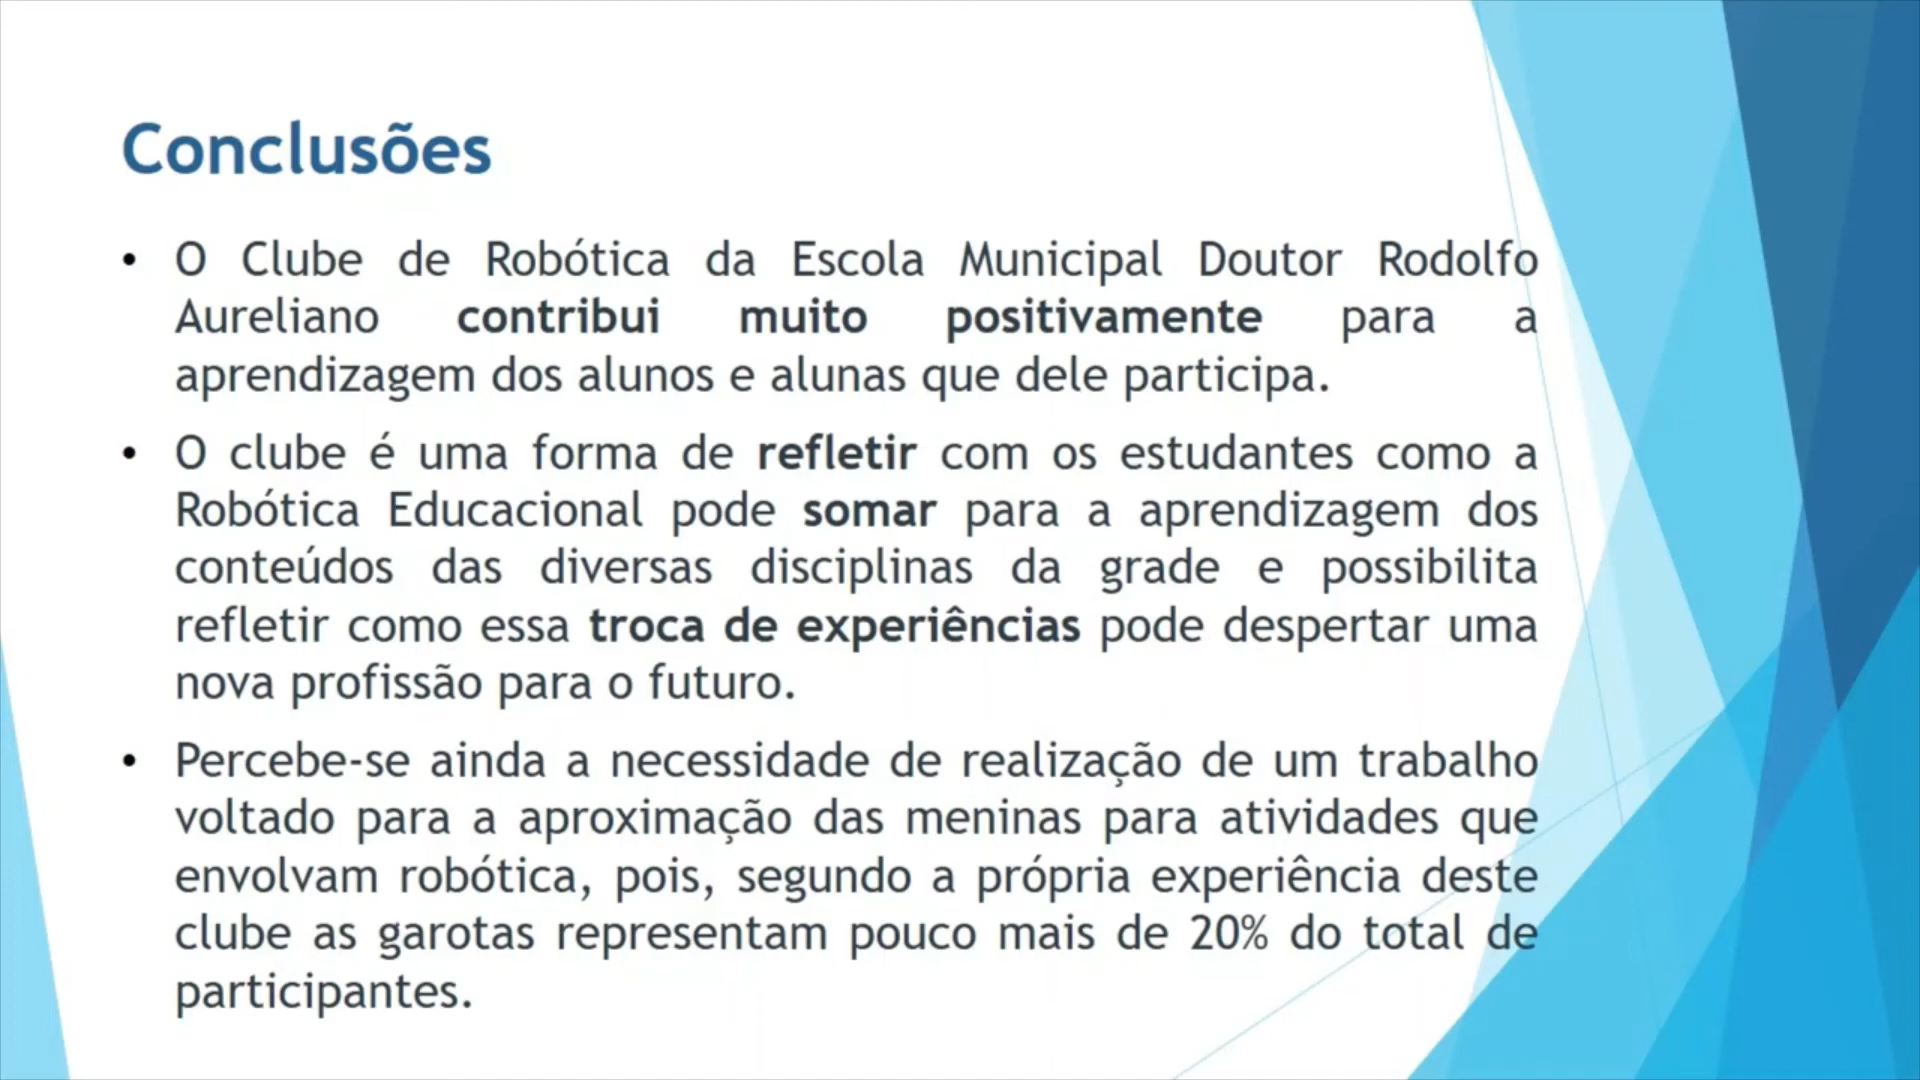 Conclusões
• O Clube de Robótica da Escola Municipal Doutor Rodolfo
Aureliano contribui muito positivamente para a
aprendizagem dos alunos e alunas que dele participa.
• O clube é uma forma de refletir com os estudantes como a
Robótica Educacional pode somar para a aprendizagem dos
conteúdos das diversas disciplinas da grade e possibilita
refletir como essa troca de experiências pode despertar uma
nova profissão para o futuro.
• Percebe-se ainda a necessidade de realização de um trabalho
voltado para a aproximação das meninas para atividades que
envolvam robótica, pois, segundo a própria experiência deste
clube as garotas representam pouco mais de 20% do total de
participantes.